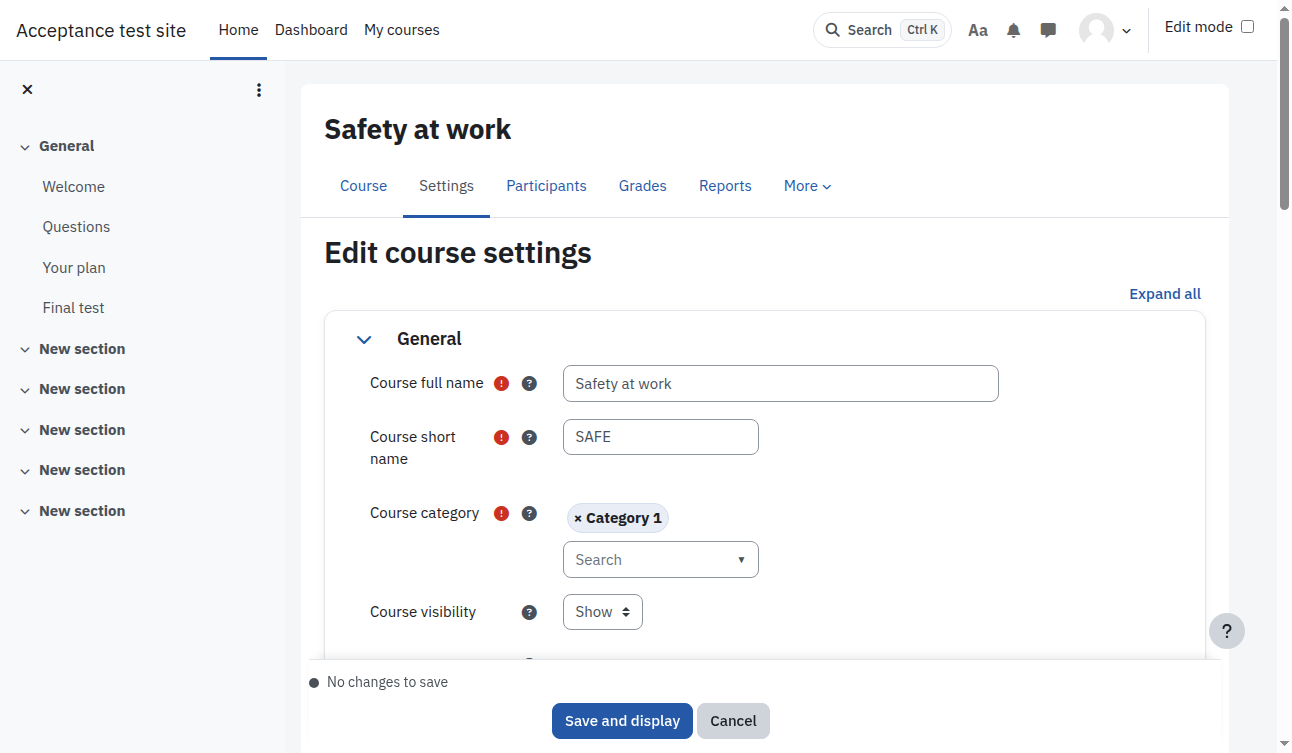 Acceptance test site
Home
Dashboard
My courses
Search
Ctrl K
Aa
Edit mode
General
Welcome
Questions
Your plan
Final test
New section
New section
New section
New section
New section
Safety at work
Course
Settings
Participants
Grades
Reports
More
Edit course settings
Expand all
General
Course full name
Safety at work
Course short
name
SAFE
Course category
× Category 1
Search
Course visibility
Show
?
No changes to save
Save and display
Cancel